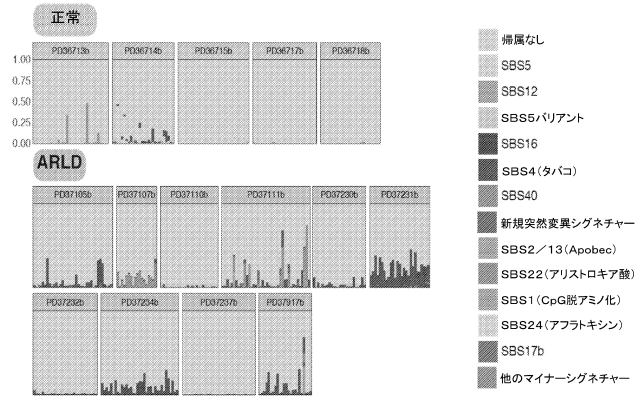 正常
PD36713b PD36714b PD36715b PD36717b PD36718b
1.00
0.75
0.50
0.25
0.00
ARLD
PD37105b PD37107b PD37110b PD37111b PD37230b PD37231b
PD37232b PD37234b PD37237b PD37917b
帰属なし
SBS5
SBS12
SBS5バリアント
SBS16
SBS4(タバコ)
SBS40
新規突然変異シグネチャー
SBS2/13(Apobec)
SBS22(アリストロキア酸)
SBS1(CpG脱アミノ化)
SBS24(アフラトキシン)
SBS17b
他のマイナーシグネチャー